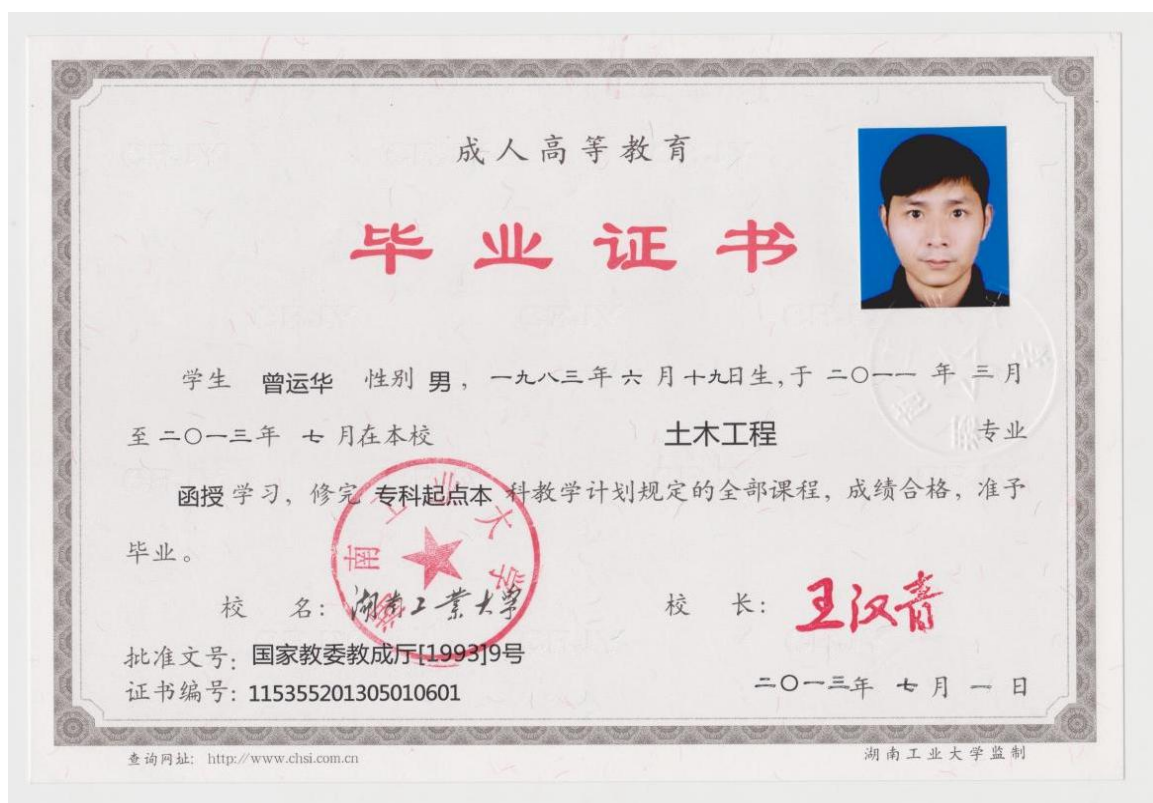 成人高等教育
毕业证书
学生 曾运华 性别 男，一九八三年六月十九日生,于 二〇一一 年 三月
至二〇一三年 七月在本校 土木工程 专业
函授 学习，修完 专科起点本 科教学计划规定的全部课程，成绩合格，准予
毕业。
湖南工业大学
校 名：湖南工业大学 校 长：王汉青
批准文号：国家教委教成厅[1993]9号
证书编号：115355201305010601 二〇一三年 七月 一 日
查询网址：http://www.chsi.com.cn 湖南工业大学监制